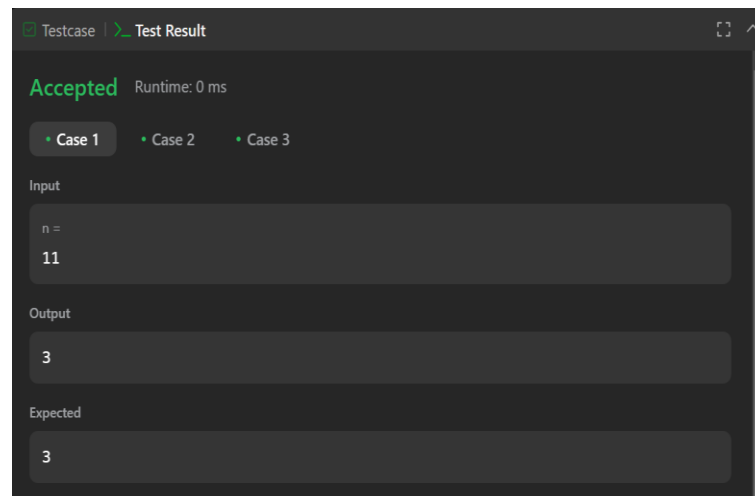 Testcase | >_ Test Result
Accepted Runtime: 0 ms
• Case 1 • Case 2 • Case 3
Input
n =
11
Output
3
Expected
3